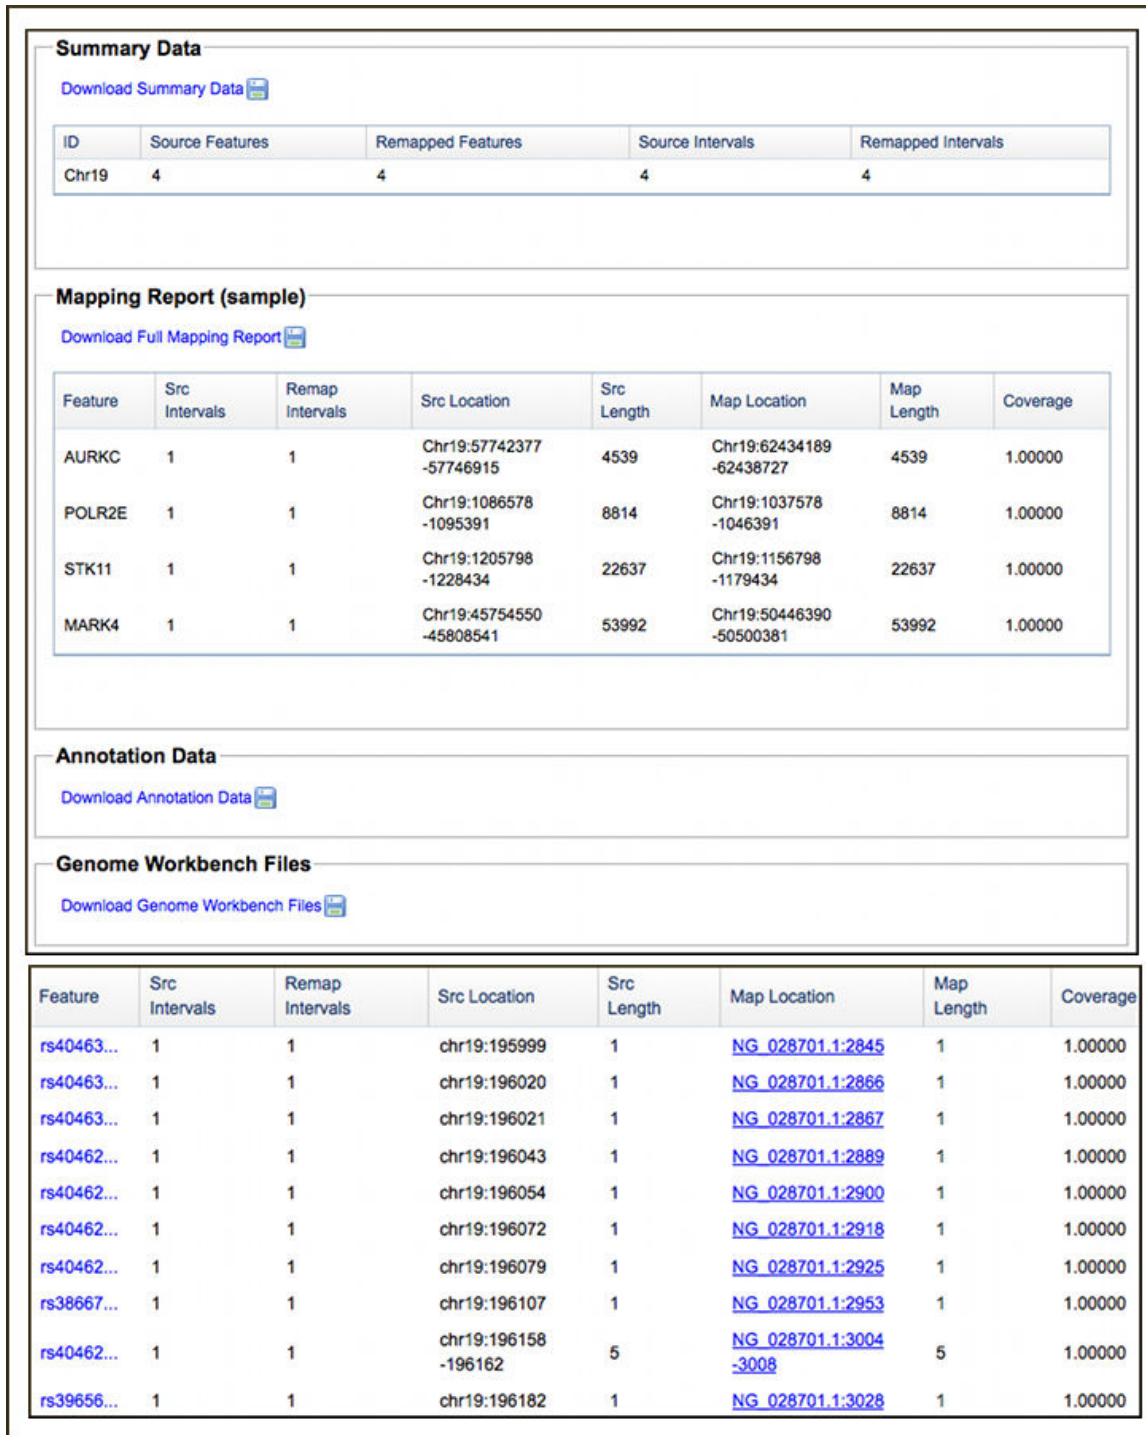 Summary Data
Download Summary Data
ID Source Features Remapped Features Source Intervals Remapped Intervals
Chr19 4 4 4 4
Mapping Report (sample)
Download Full Mapping Report
Feature Src Intervals Remap Intervals Src Location Src Length Map Location Map Length Coverage
AURKC 1 1 Chr19:57742377-57746915 4539 Chr19:62434189-62438727 4539 1.00000
POLR2E 1 1 Chr19:1086578-1095391 8814 Chr19:1037578-1046391 8814 1.00000
STK11 1 1 Chr19:1205798-1228434 22637 Chr19:1156798-1179434 22637 1.00000
MARK4 1 1 Chr19:45754550-45808541 53992 Chr19:50446390-50500381 53992 1.00000
Annotation Data
Download Annotation Data
Genome Workbench Files
Download Genome Workbench Files
Feature Src Intervals Remap Intervals Src Location Src Length Map Location Map Length Coverage
rs40463... 1 1 chr19:195999 1 NG_028701.1:2845 1 1.00000
rs40463... 1 1 chr19:196020 1 NG_028701.1:2866 1 1.00000
rs40463... 1 1 chr19:196021 1 NG_028701.1:2867 1 1.00000
rs40462... 1 1 chr19:196043 1 NG_028701.1:2889 1 1.00000
rs40462... 1 1 chr19:196054 1 NG_028701.1:2900 1 1.00000
rs40462... 1 1 chr19:196072 1 NG_028701.1:2918 1 1.00000
rs40462... 1 1 chr19:196079 1 NG_028701.1:2925 1 1.00000
rs38667... 1 1 chr19:196107 1 NG_028701.1:2953 1 1.00000
rs40462... 1 1 chr19:196158-196162 5 NG_028701.1:3004-3008 5 1.00000
rs39656... 1 1 chr19:196182 1 NG_028701.1:3028 1 1.00000